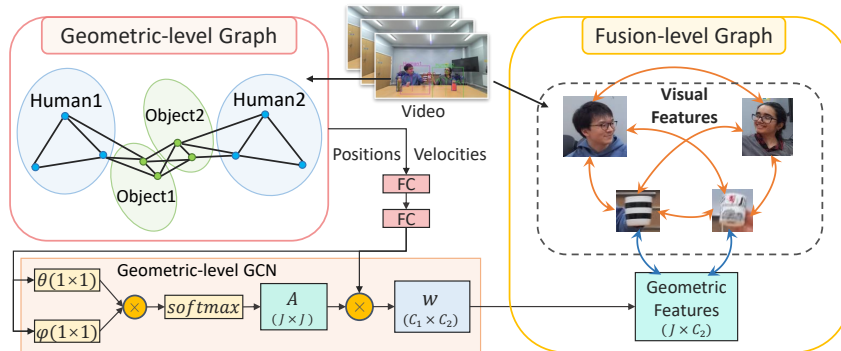 Geometric-level Graph
Fusion-level Graph
Human1
Object2
Human2
Object1
Video
Visual
Features
Positions
Velocities
FC
FC
Geometric-level GCN
θ(1×1)
φ(1×1)
×
softmax
A
(J × J)
×
w
(C₁ × C₂)
Geometric
Features
(J × C₂)